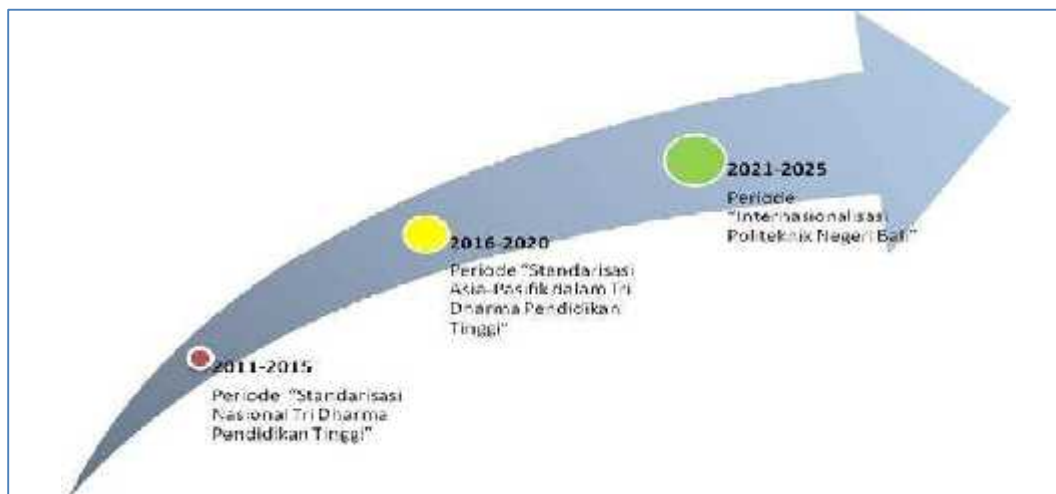 2011-2015
Periode "Standarisasi
Nasional Tri Dharma
Pendidikan Tinggi"
2016-2020
Periode "Standarisasi
Asia-Pasifik dalam Tri
Dharma Pendidikan
Tinggi"
2021-2025
Periode
"Internasionalisasi
Politeknik Negeri Bali"